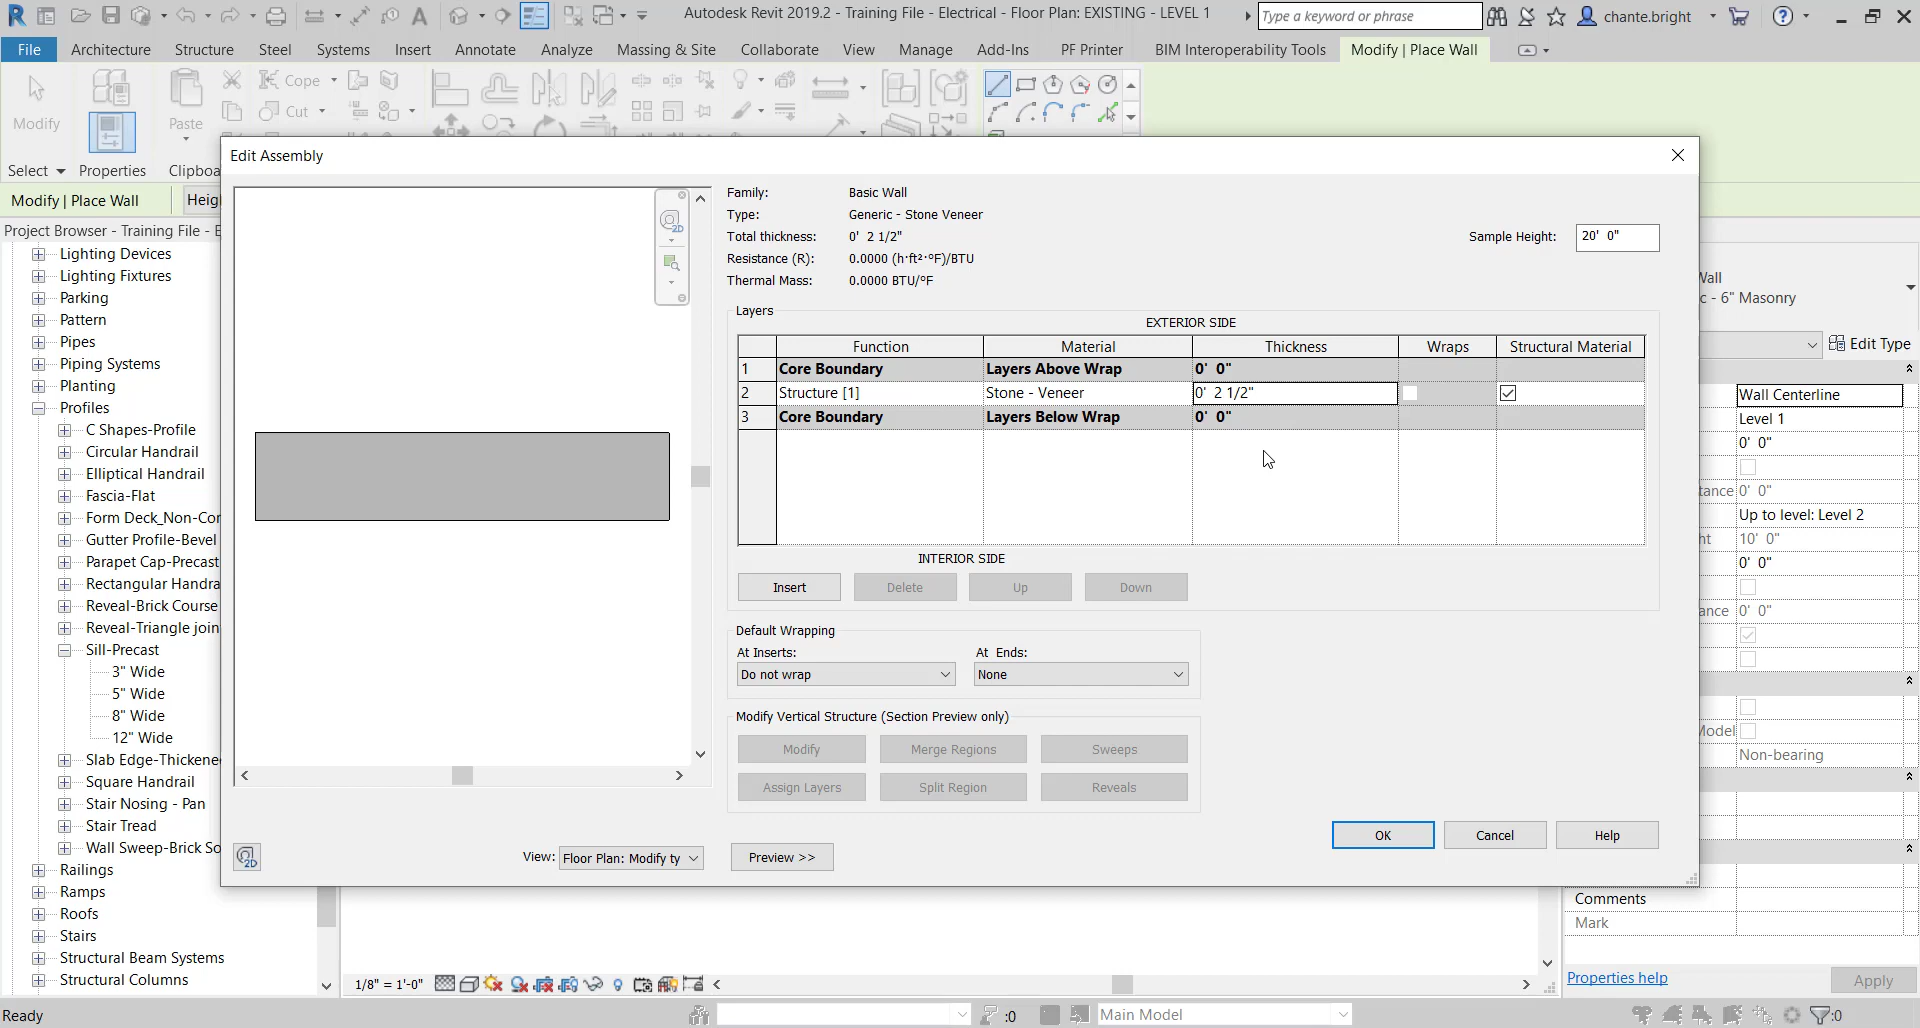 Autodesk Revit 2019.2 - Training File - Electrical - Floor Plan: EXISTING - LEVEL 1
Type a keyword or phrase
chante.bright
File Architecture Structure Steel Systems Insert Annotate Analyze Massing & Site Collaborate View Manage Add-Ins PF Printer BIM Interoperability Tools Modify | Place Wall
Modify
Paste
Cope
Cut
Select
Properties
Clipboa
Modify | Place Wall
Heig
Project Browser - Training File - E
Lighting Devices
Lighting Fixtures
Parking
Pattern
Pipes
Piping Systems
Planting
Profiles
C Shapes-Profile
Circular Handrail
Elliptical Handrail
Fascia-Flat
Form Deck_Non-Cor
Gutter Profile-Bevel
Parapet Cap-Precast
Rectangular Handra
Reveal-Brick Course
Reveal-Triangle join
Sill-Precast
3" Wide
5" Wide
8" Wide
12" Wide
Slab Edge-Thickene
Square Handrail
Stair Nosing - Pan
Stair Tread
Wall Sweep-Brick So
Railings
Ramps
Roofs
Stairs
Structural Beam Systems
Structural Columns
Edit Assembly
2D
Family: Basic Wall
Type: Generic - Stone Veneer
Total thickness: 0' 2 1/2"
Resistance (R): 0.0000 (h·ft²·°F)/BTU
Thermal Mass: 0.0000 BTU/°F
Sample Height: 20' 0"
Layers
EXTERIOR SIDE
Function Material Thickness Wraps Structural Material
1 Core Boundary Layers Above Wrap 0' 0"
2 Structure [1] Stone - Veneer 0' 2 1/2"
3 Core Boundary Layers Below Wrap 0' 0"
INTERIOR SIDE
Insert Delete Up Down
Default Wrapping
At Inserts: At Ends:
Do not wrap None
Modify Vertical Structure (Section Preview only)
Modify Merge Regions Sweeps
Assign Layers Split Region Reveals
OK Cancel Help
2D
View: Floor Plan: Modify ty
Preview >>
Wall
c - 6" Masonry
Edit Type
Wall Centerline
Level 1
0' 0"
tance 0' 0"
Up to level: Level 2
ht 10' 0"
0' 0"
ance 0' 0"
Model
Non-bearing
Comments
Mark
Properties help
Apply
1/8" = 1'-0"
Ready
:0
Main Model
:0